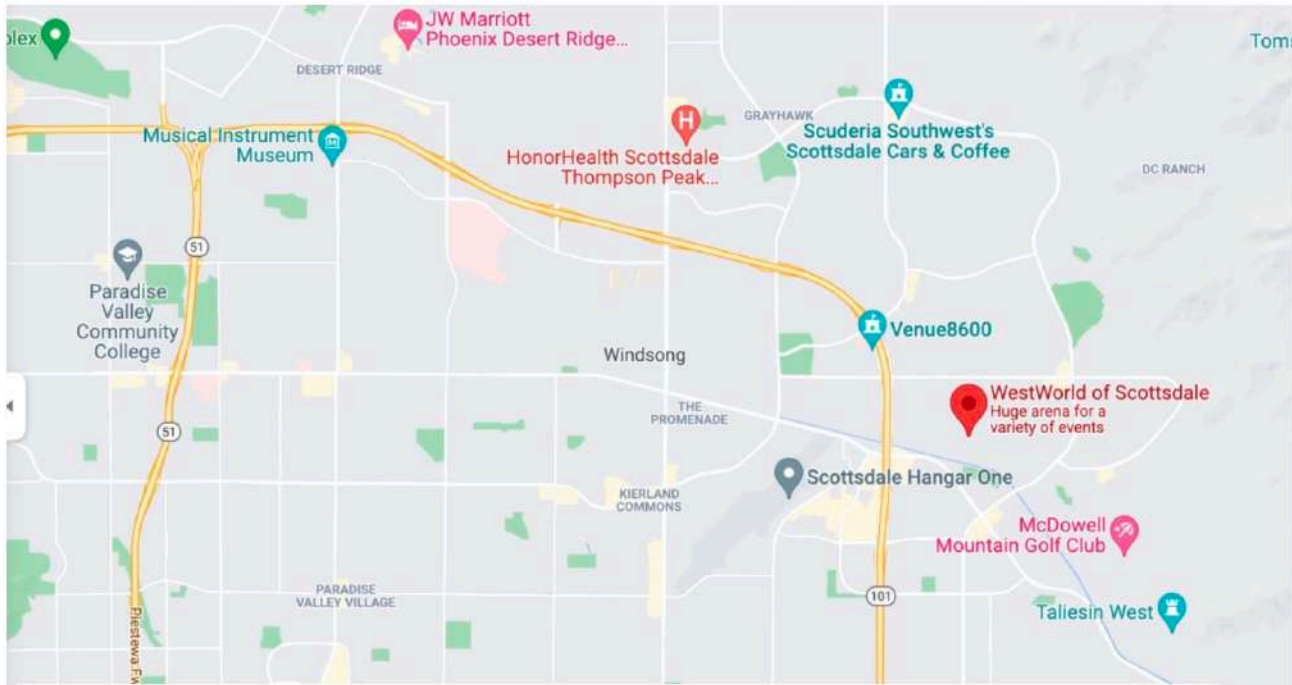 plex
JW Marriott
Phoenix Desert Ridge...
DESERT RIDGE
Toms
Musical Instrument
Museum
H
HonorHealth Scottsdale
Thompson Peak...
GRAYHAWK
Scuderia Southwest's
Scottsdale Cars & Coffee
DC RANCH
51
Paradise
Valley
Community
College
Venue8600
Windsong
WestWorld of Scottsdale
Huge arena for a
variety of events
THE
PROMENADE
51
Scottsdale Hangar One
KIERLAND
COMMONS
McDowell
Mountain Golf Club
PARADISE
VALLEY VILLAGE
101
Taliesin West
Piestewa Fw